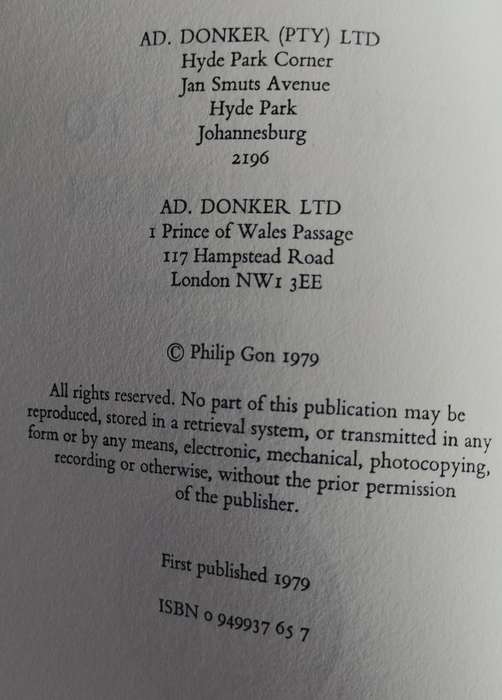 AD. DONKER (PTY) LTD
Hyde Park Corner
Jan Smuts Avenue
Hyde Park
Johannesburg
2196
AD. DONKER LTD
1 Prince of Wales Passage
117 Hampstead Road
London NW1 3EE
© Philip Gon 1979
All rights reserved. No part of this publication may be
reproduced, stored in a retrieval system, or transmitted in any
form or by any means, electronic, mechanical, photocopying,
recording or otherwise, without the prior permission
of the publisher.
First published 1979
ISBN 0 949937 65 7